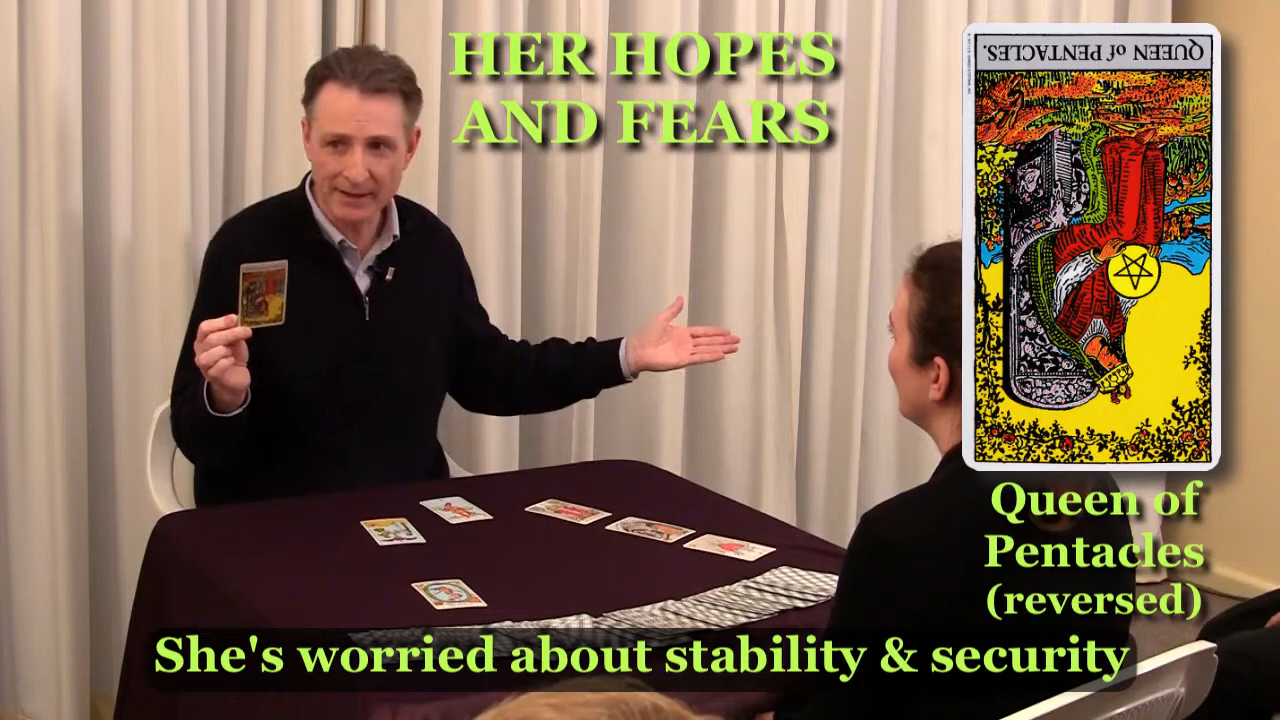 HER HOPES
AND FEARS
QUEEN of PENTACLES.
Queen of
Pentacles
(reversed)
She's worried about stability & security